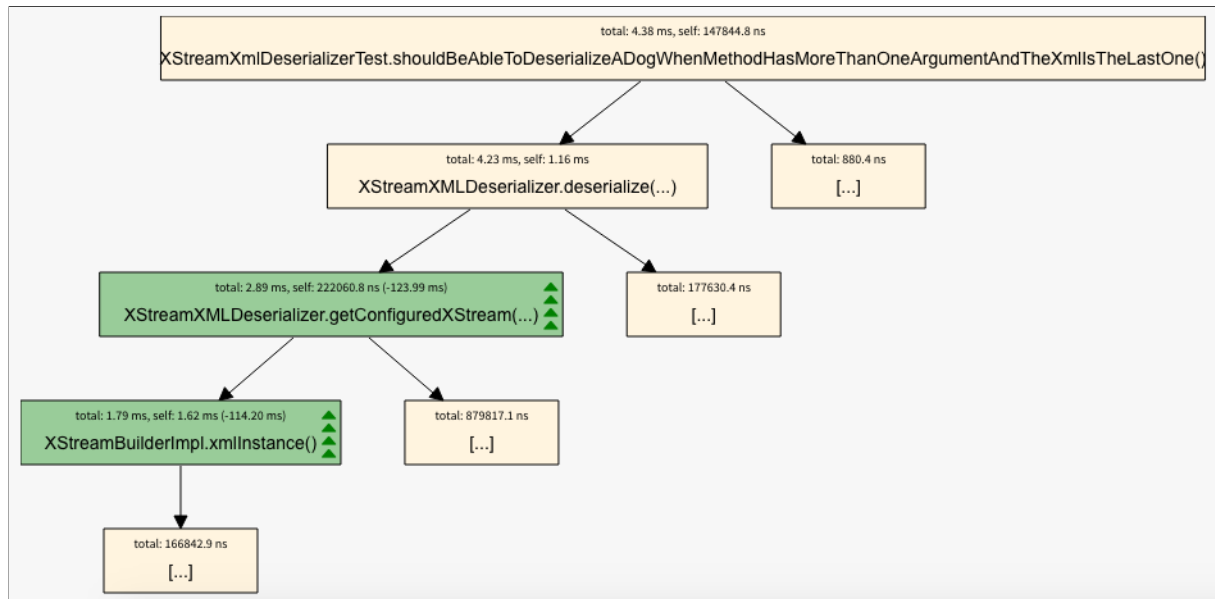 total: 4.38 ms, self: 147844.8 ns
XStreamXmlDeserializerTest.shouldBeAbleToDeserializeADogWhenMethodHasMoreThanOneArgumentAndTheXmlIsTheLastOne()
total: 4.23 ms, self: 1.16 ms
XStreamXMLDeserializer.deserialize(...)
total: 880.4 ns
[...]
total: 2.89 ms, self: 222060.8 ns (-123.99 ms)
XStreamXMLDeserializer.getConfiguredXStream(...)
total: 177630.4 ns
[...]
total: 1.79 ms, self: 1.62 ms (-114.20 ms)
XStreamBuilderImpl.xmlInstance()
total: 879817.1 ns
[...]
total: 166842.9 ns
[...]